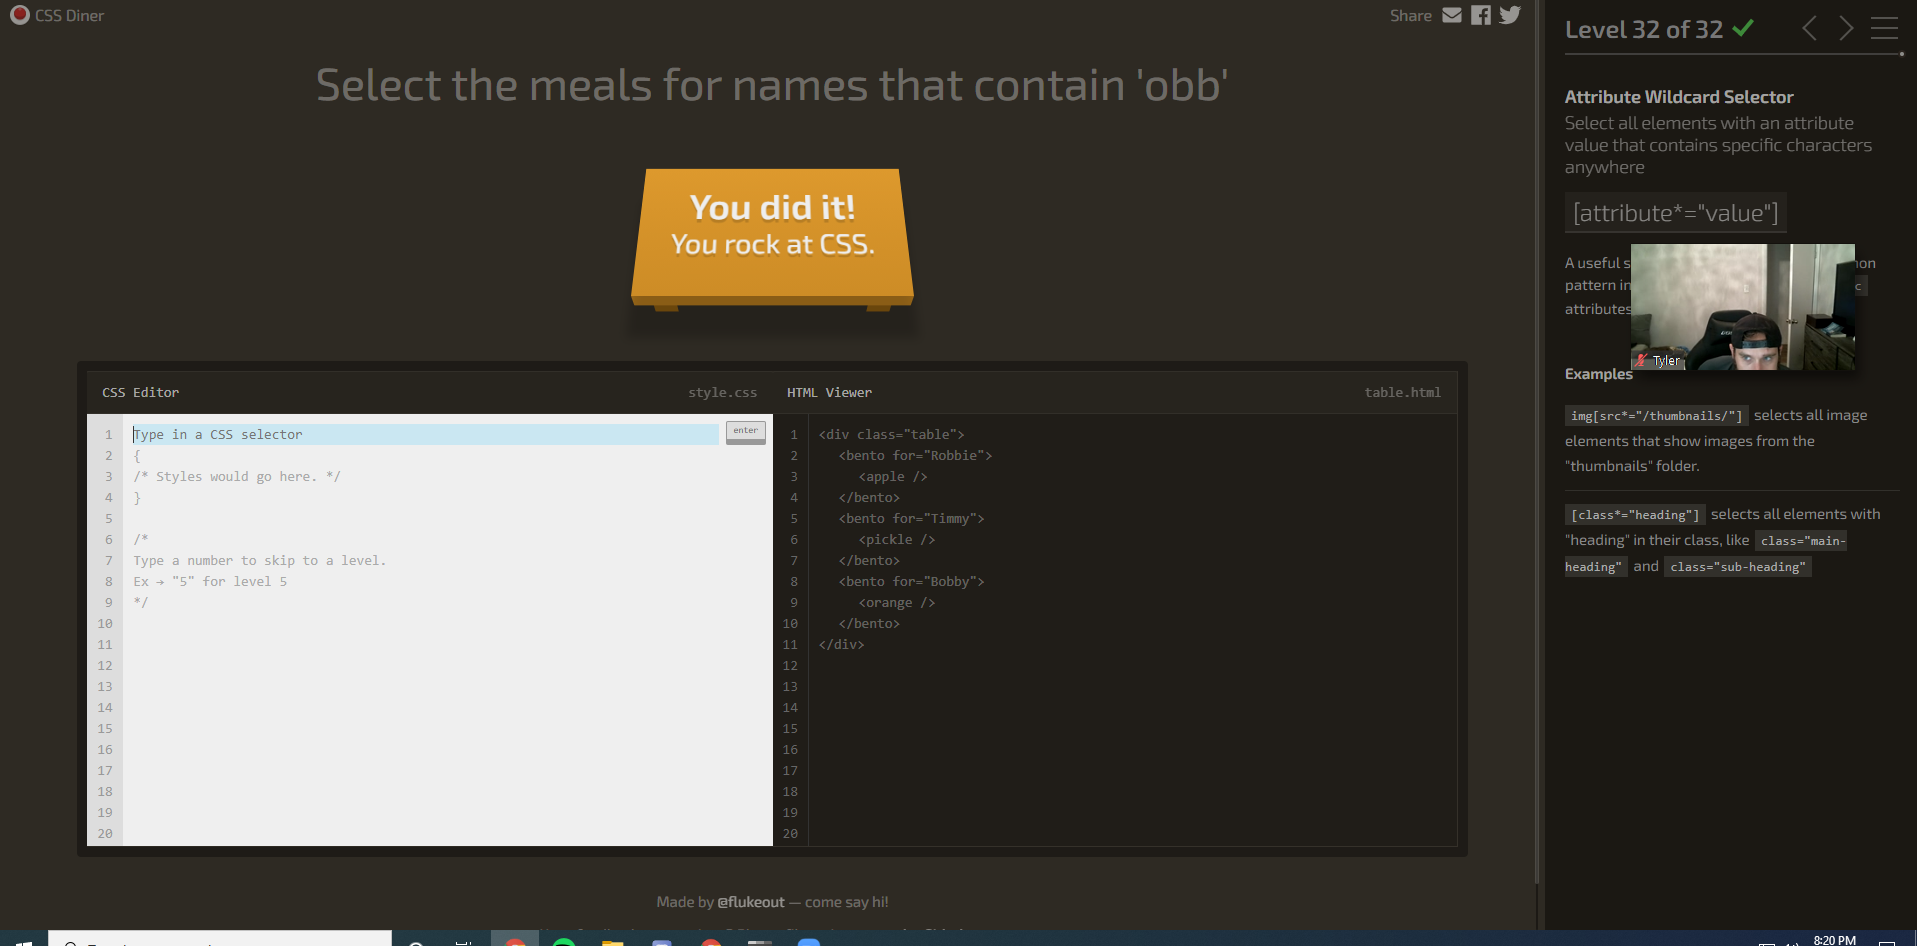 CSS Diner
Share
Select the meals for names that contain 'obb'
You did it!
You rock at CSS.
CSS Editor
style.css
HTML Viewer
table.html
1 Type in a CSS selector
enter
2 {
3 /* Styles would go here. */
4 }
5
6 /*
7 Type a number to skip to a level.
8 Ex → "5" for level 5
9 */
10
11
12
13
14
15
16
17
18
19
20
1 <div class="table">
2 <bento for="Robbie">
3 <apple />
4 </bento>
5 <bento for="Timmy">
6 <pickle />
7 </bento>
8 <bento for="Bobby">
9 <orange />
10 </bento>
11 </div>
12
13
14
15
16
17
18
19
20
Made by @flukeout — come say hi!
Level 32 of 32
Attribute Wildcard Selector
Select all elements with an attribute
value that contains specific characters
anywhere
[attribute*="value"]
A useful
pattern in
attributes
Tyler
Examples
img[src*="/thumbnails/"] selects all image
elements that show images from the
"thumbnails" folder.
[class*="heading"] selects all elements with
"heading" in their class, like class="main-
heading" and class="sub-heading"
8:20 PM